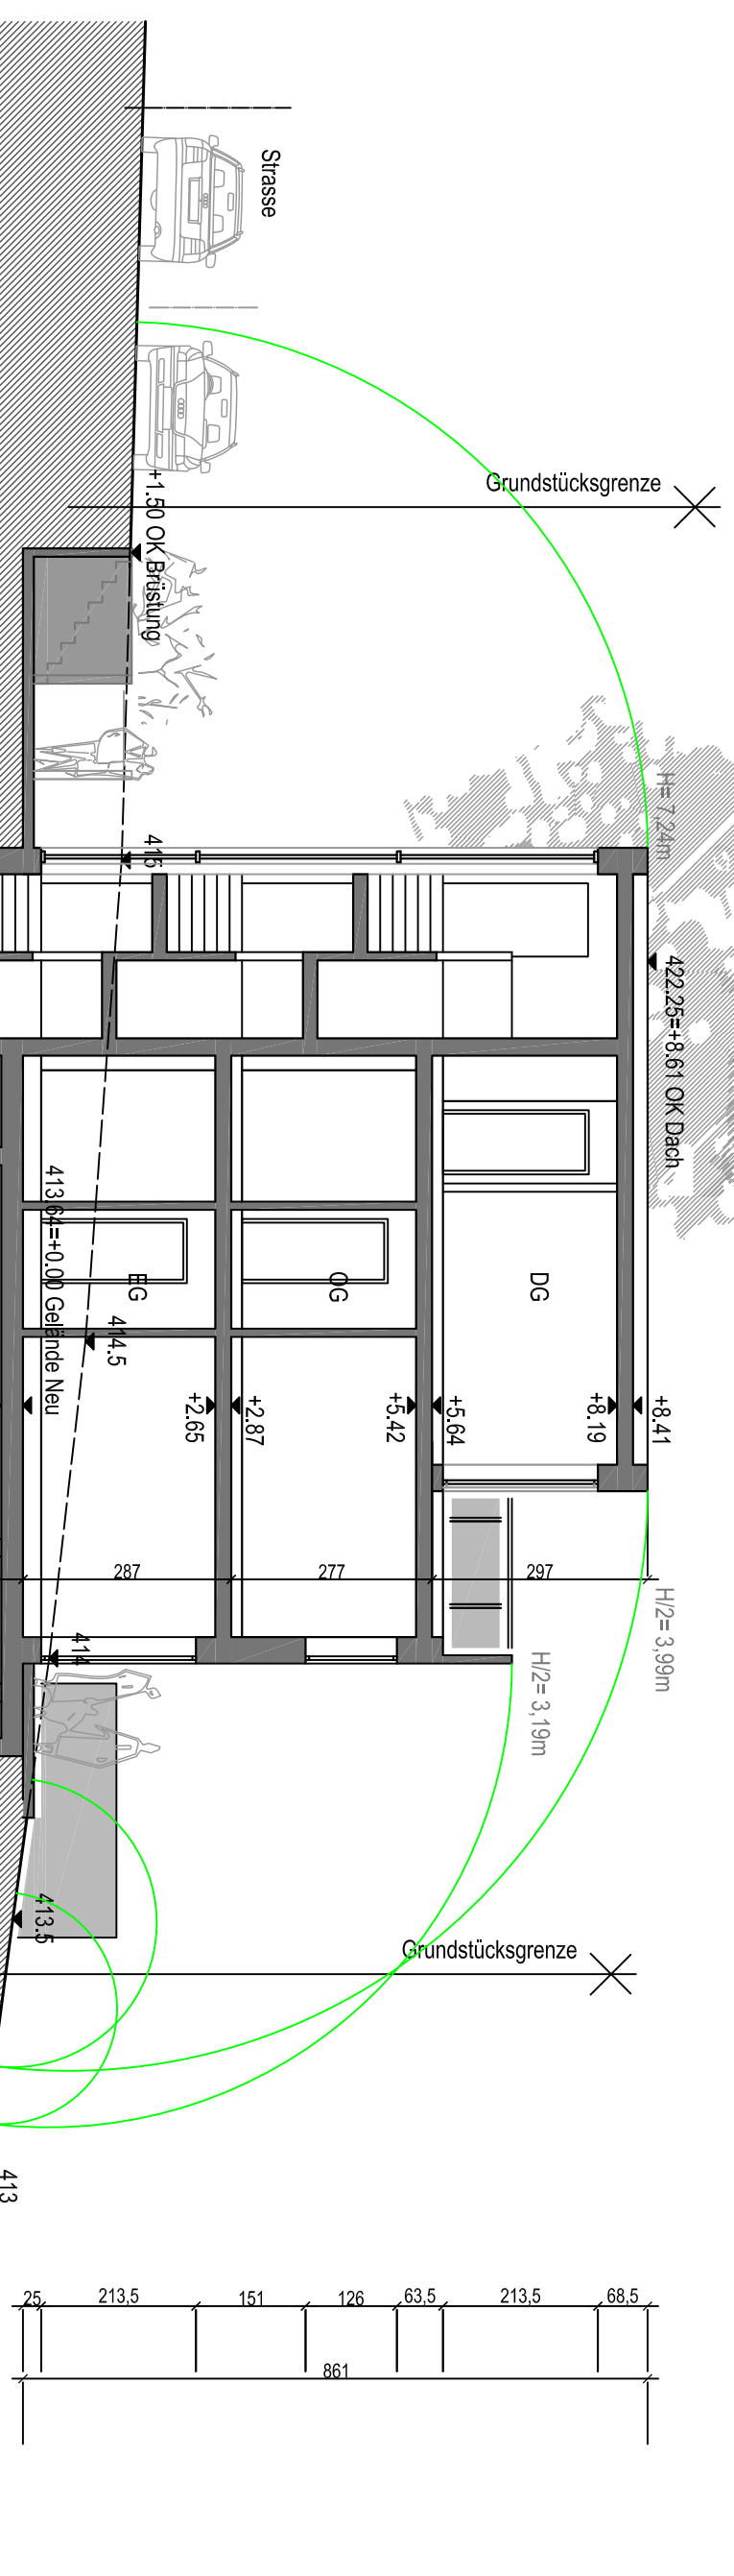 Strasse
Grundstücksgrenze
+1.50 OK Brüstung
H= 7,24m
415
422.25=+8.61 OK Dach
413.64=+0.00 Gelände Neu
EG
OG
DG
414.5
+2.65
+2.87
+5.42
+5.64
+8.19
+8.41
287
277
297
H/2= 3,99m
414
H/2= 3,19m
413.5
Grundstücksgrenze
413
25
213,5
151
126
63,5
213,5
68,5
861